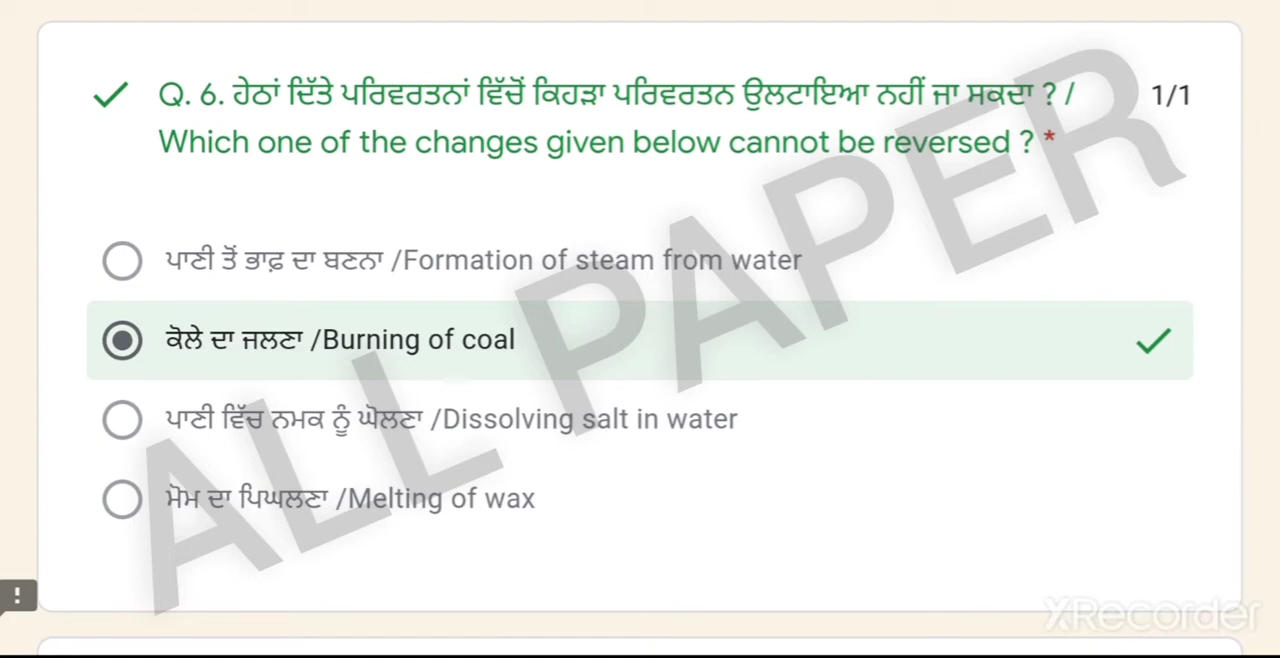 Q. 6. ਹੇਠਾਂ ਦਿੱਤੇ ਪਰਿਵਰਤਨਾਂ ਵਿੱਚੋਂ ਕਿਹੜਾ ਪਰਿਵਰਤਨ ਉਲਟਾਇਆ ਨਹੀਂ ਜਾ ਸਕਦਾ ? / 1/1
Which one of the changes given below cannot be reversed ? *
ਪਾਣੀ ਤੋਂ ਭਾਫ਼ ਦਾ ਬਣਨਾ /Formation of steam from water
ਕੋਲੇ ਦਾ ਜਲਣਾ /Burning of coal
ਪਾਣੀ ਵਿੱਚ ਨਮਕ ਨੂੰ ਘੋਲਣਾ /Dissolving salt in water
ਮੋਮ ਦਾ ਪਿਘਲਣਾ /Melting of wax
ALL PAPER
XRecorder